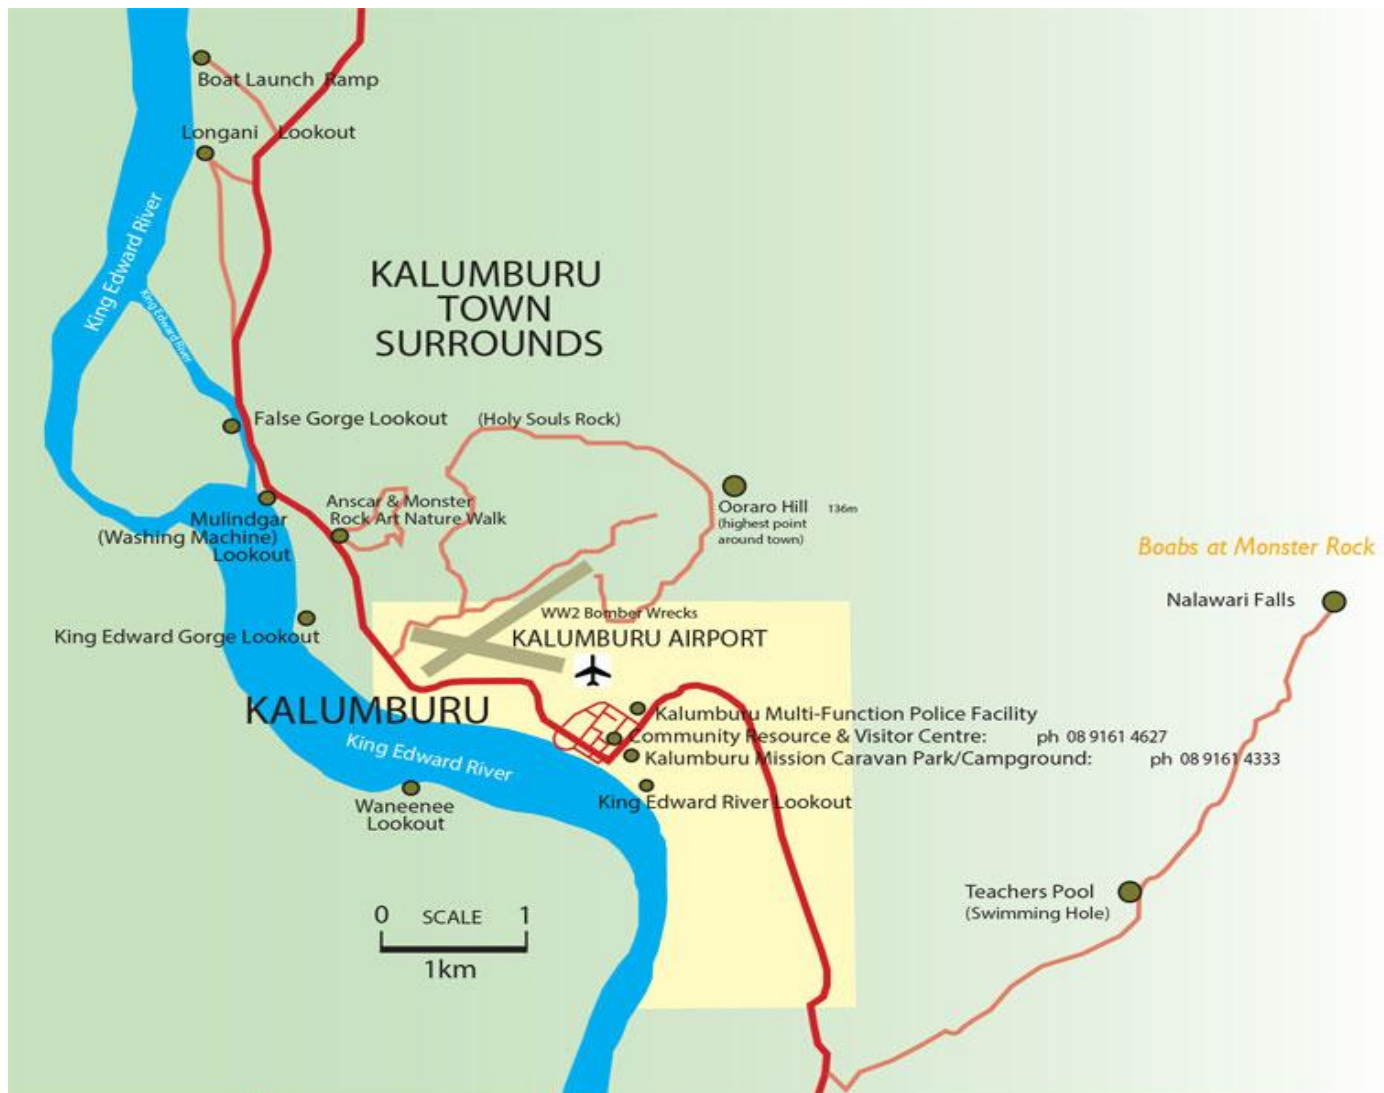 Boat Launch Ramp
Longani Lookout
King Edward River
King Edward River
KALUMBURU
TOWN
SURROUNDS
False Gorge Lookout (Holy Souls Rock)
Anscar & Monster
Rock Art Nature Walk
Mulindgar
(Washing Machine)
Lookout
Ooraro Hill 136m
(highest point
around town)
Boabs at Monster Rock
Nalawari Falls
WW2 Bomber Wrecks
KALUMBURU AIRPORT
King Edward Gorge Lookout
KALUMBURU
Kalumburu Multi-Function Police Facility
Community Resource & Visitor Centre: ph 08 9161 4627
Kalumburu Mission Caravan Park/Campground: ph 08 9161 4333
King Edward River
King Edward River Lookout
Waneenee
Lookout
Teachers Pool
(Swimming Hole)
0 SCALE 1
1km